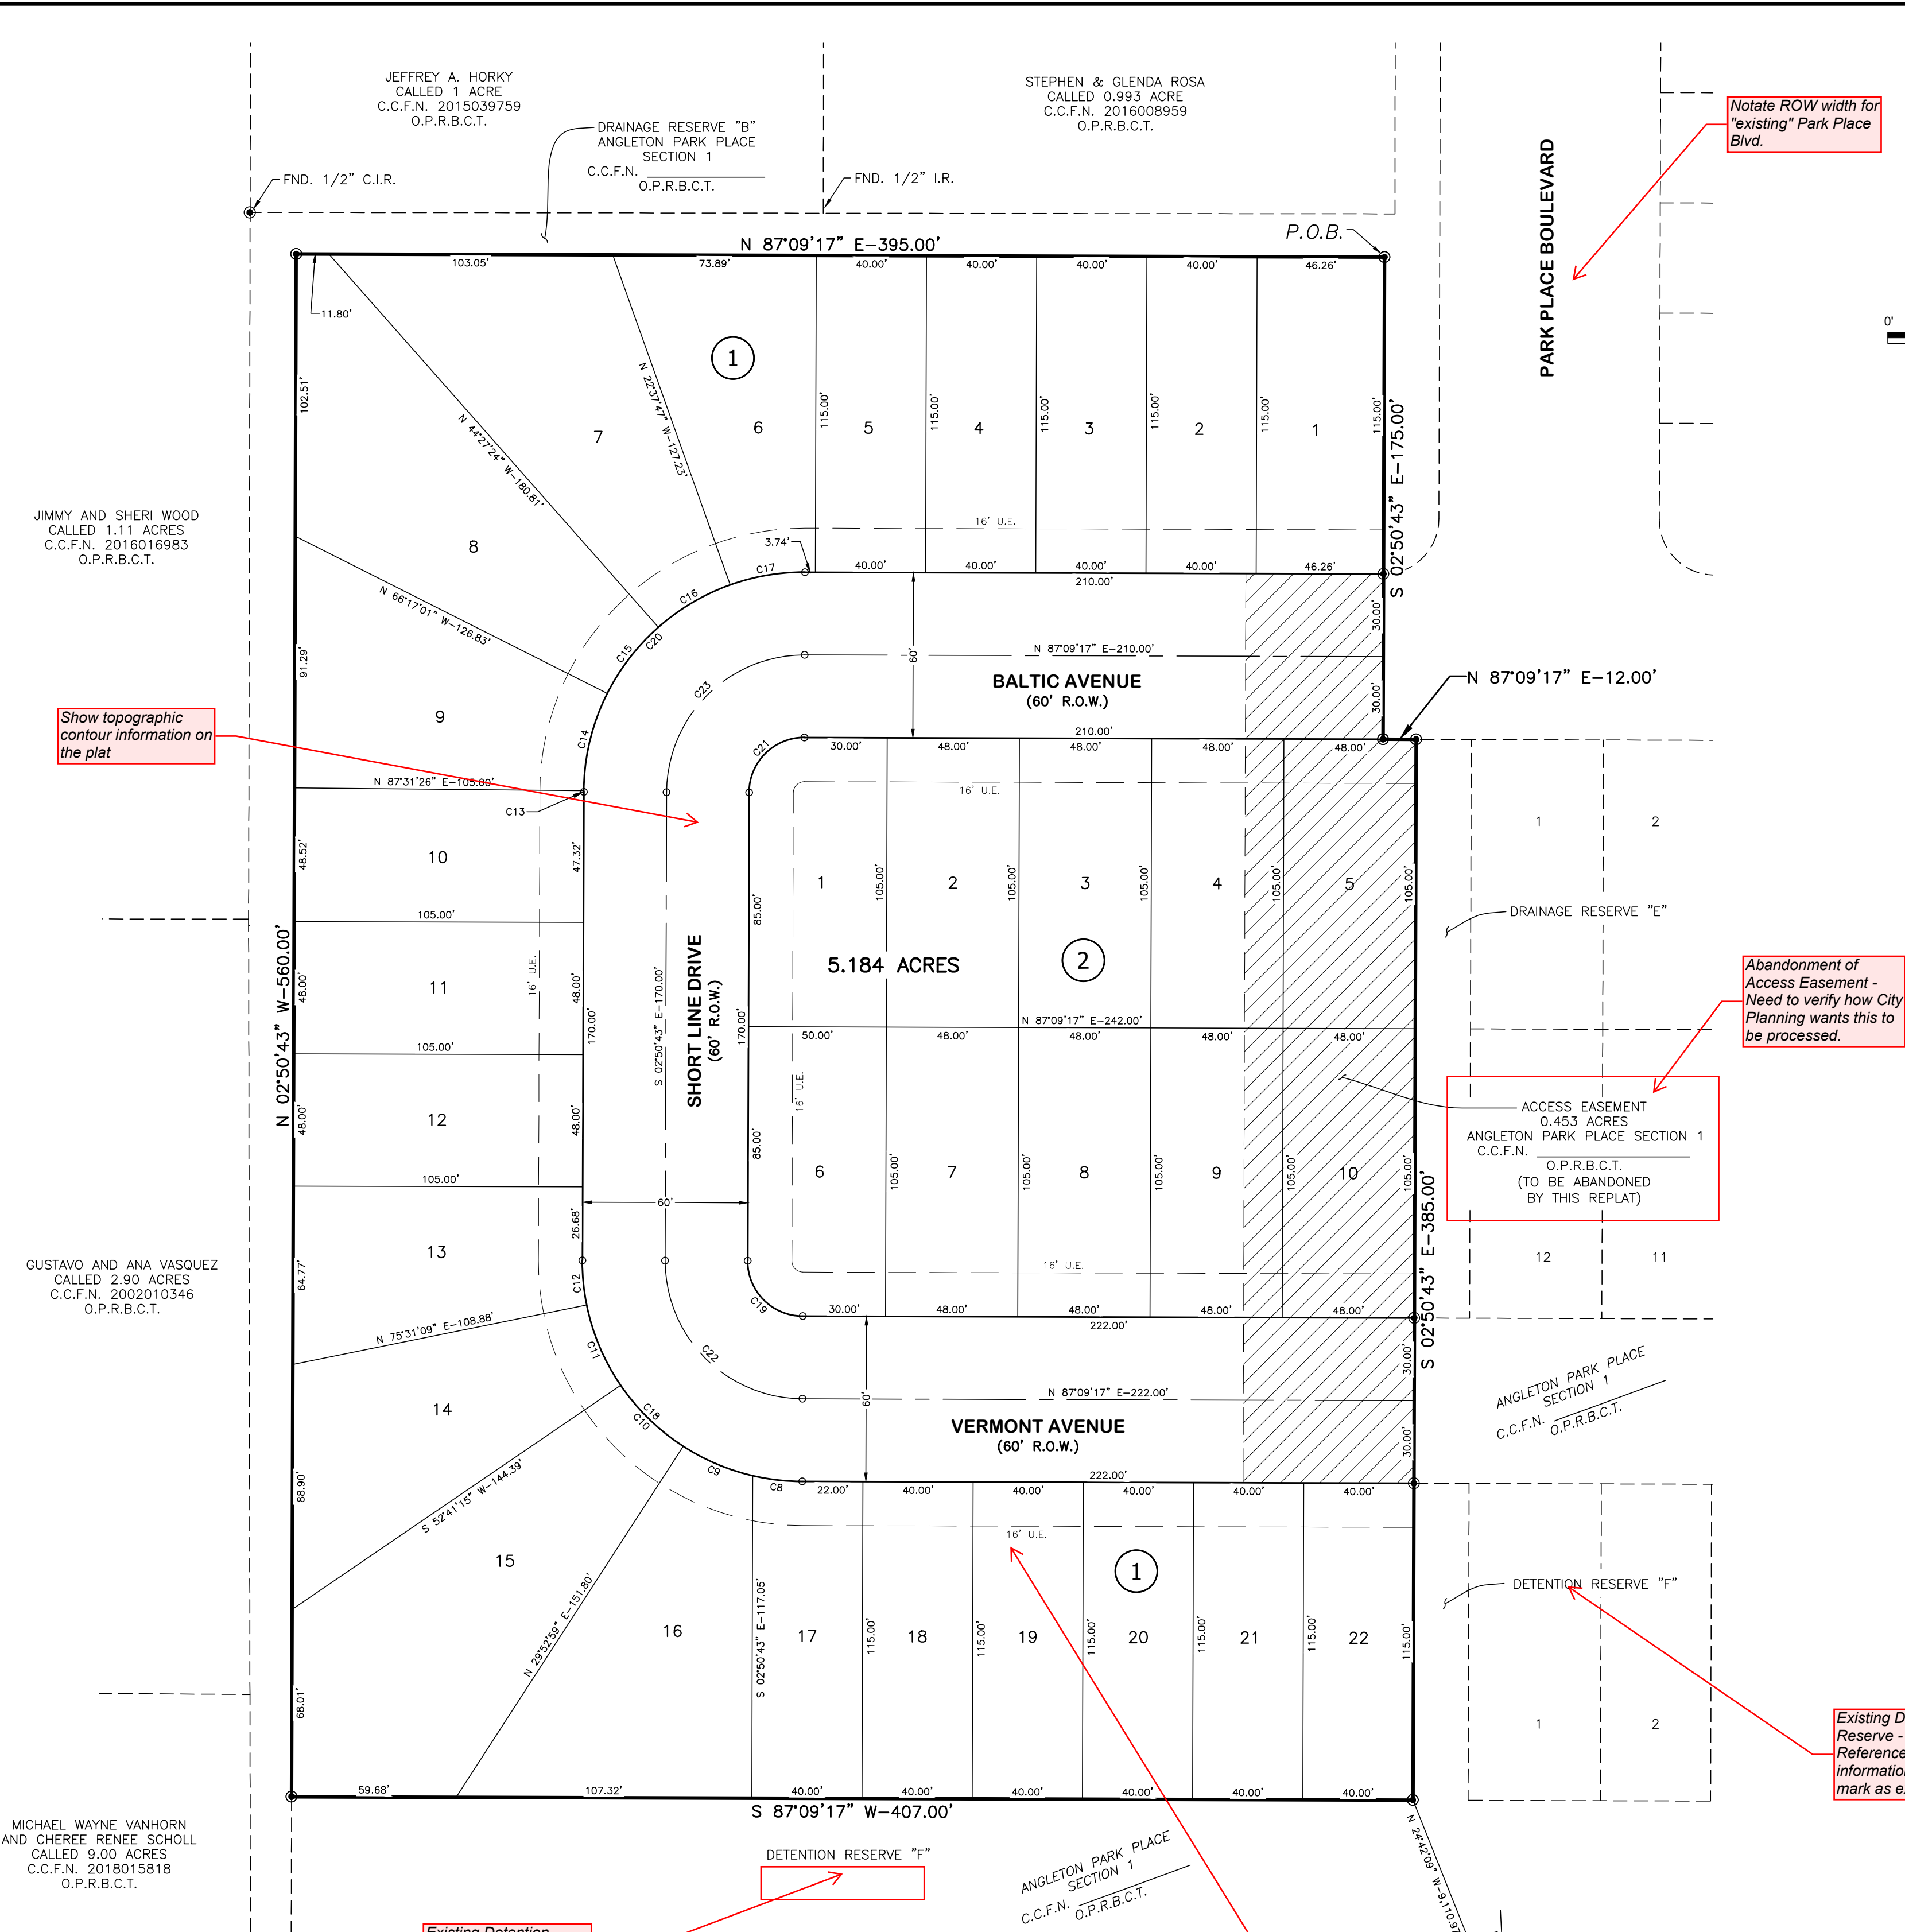 JEFFREY A. HORKY
CALLED 1 ACRE
C.C.F.N. 2015039759
O.P.R.B.C.T.
DRAINAGE RESERVE "B"
ANGLETON PARK PLACE
SECTION 1
C.C.F.N.
O.P.R.B.C.T.
STEPHEN & GLENDA ROSA
CALLED 0.993 ACRE
C.C.F.N. 2016008959
O.P.R.B.C.T.
Notate ROW width for
"existing" Park Place
Blvd.
FND. 1/2" C.I.R.
FND. 1/2" I.R.
PARK PLACE BOULEVARD
0'
N 87°09'17" E-395.00'
P.O.B.
103.05'
73.89'
40.00'
40.00'
40.00'
40.00'
46.26'
11.80'
102.51'
N 44°27'24" W-180.81'
N 22°37'47" W-127.23'
1
7
6
115.00'
5
115.00'
4
115.00'
3
115.00'
2
115.00'
1
115.00'
S 02°50'43" E-175.00'
JIMMY AND SHERI WOOD
CALLED 1.11 ACRES
C.C.F.N. 2016016983
O.P.R.B.C.T.
8
16' U.E.
3.74'
C17
40.00'
40.00'
40.00'
40.00'
46.26'
210.00'
C16
C20
C15
N 66°17'01" W-126.83'
91.29'
9
C14
C23
60'
N 87°09'17" E-210.00'
BALTIC AVENUE
(60' R.O.W.)
30.00'
30.00'
N 87°09'17" E-12.00'
Show topographic
contour information on
the plat
210.00'
C21
30.00'
48.00'
48.00'
48.00'
48.00'
N 87°31'26" E-105.00'
C13
16' U.E.
1
2
48.52'
10
47.32'
85.00'
1
105.00'
2
105.00'
3
105.00'
4
105.00'
5
105.00'
DRAINAGE RESERVE "E"
105.00'
N 02°50'43" W-560.00'
48.00'
11
16' U.E.
48.00'
170.00'
S 02°50'43" E-170.00'
SHORT LINE DRIVE
(60' R.O.W.)
170.00'
5.184 ACRES
2
N 87°09'17" E-242.00'
50.00'
48.00'
48.00'
48.00'
48.00'
Abandonment of
Access Easement -
Need to verify how City
Planning wants this to
be processed.
105.00'
48.00'
12
48.00'
16' U.E.
85.00'
ACCESS EASEMENT
0.453 ACRES
ANGLETON PARK PLACE SECTION 1
C.C.F.N.
O.P.R.B.C.T.
(TO BE ABANDONED
BY THIS REPLAT)
105.00'
6
105.00'
7
105.00'
8
105.00'
9
105.00'
10
105.00'
60'
26.68'
13
64.77'
C12
16' U.E.
12
11
S 02°50'43" E-385.00'
GUSTAVO AND ANA VASQUEZ
CALLED 2.90 ACRES
C.C.F.N. 2002010346
O.P.R.B.C.T.
N 75°31'09" E-108.88'
C19
30.00'
48.00'
48.00'
48.00'
48.00'
222.00'
C11
C22
30.00'
14
C18
C10
60'
N 87°09'17" E-222.00'
VERMONT AVENUE
(60' R.O.W.)
30.00'
ANGLETON PARK PLACE
SECTION 1
C.C.F.N.
O.P.R.B.C.T.
88.90'
S 52°41'15" W-144.39'
C9
C8
222.00'
22.00'
40.00'
40.00'
40.00'
40.00'
40.00'
16' U.E.
15
N 29°52'59" E-151.80'
1
DETENTION RESERVE "F"
16
S 02°50'43" E-117.05'
17
115.00'
18
115.00'
19
115.00'
20
115.00'
21
115.00'
22
115.00'
68.01'
1
2
Existing D
Reserve -
Reference
information
mark as e
59.68'
107.32'
40.00'
40.00'
40.00'
40.00'
40.00'
40.00'
S 87°09'17" W-407.00'
MICHAEL WAYNE VANHORN
AND CHEREE RENEE SCHOLL
CALLED 9.00 ACRES
C.C.F.N. 2018015818
O.P.R.B.C.T.
DETENTION RESERVE "F"
ANGLETON PARK PLACE
SECTION 1
C.C.F.N.
O.P.R.B.C.T.
N 24°42'09" W-9,110.97
Existing Detention